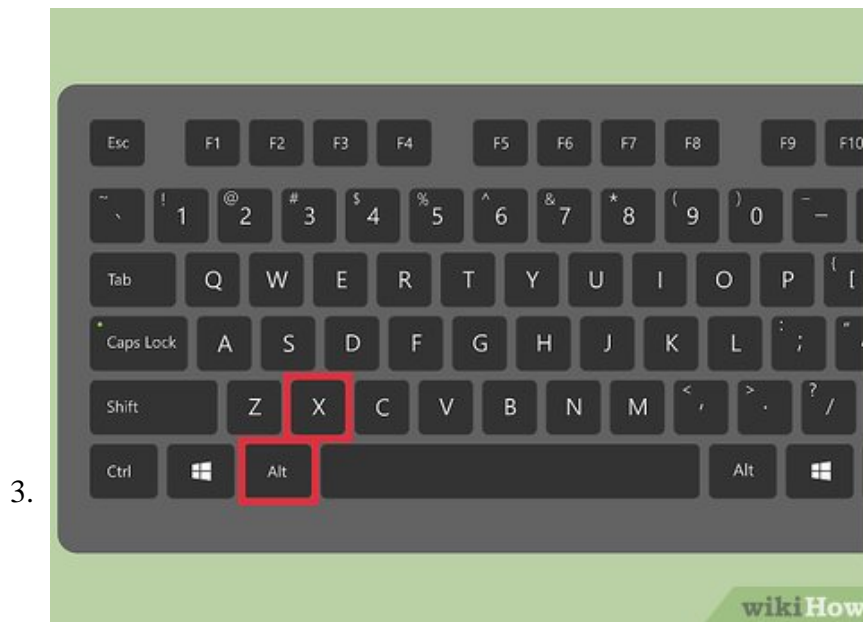 Esc F1 F2 F3 F4 F5 F6 F7 F8 F9 F10
~ ` ! 1 @ 2 # 3 $ 4 % 5 ^ 6 & 7 * 8 ( 9 ) 0 – —
Tab Q W E R T Y U I O P { [
Caps Lock A S D F G H J K L : ; "
Shift Z X C V B N M < , > . ? /
Ctrl Alt Alt
3.
wikiHow